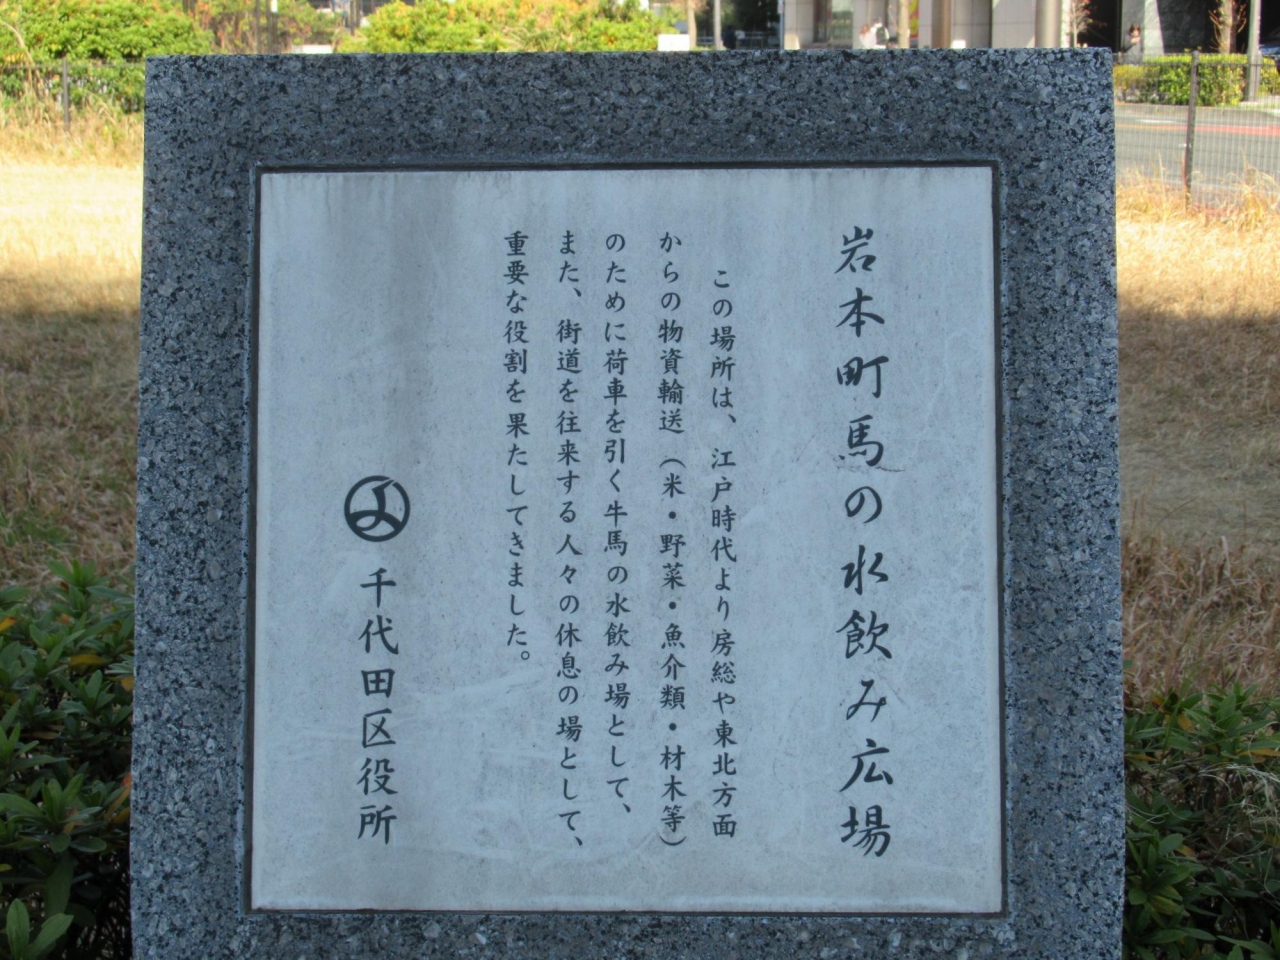 岩本町馬の水飲み広場
この場所は、江戸時代より房総や東北方面
からの物資輸送（米・野菜・魚介類・材木等）
のために荷車を引く牛馬の水飲み場として、
また、街道を往来する人々の休息の場として、
重要な役割を果たしてきました。
千代田区役所